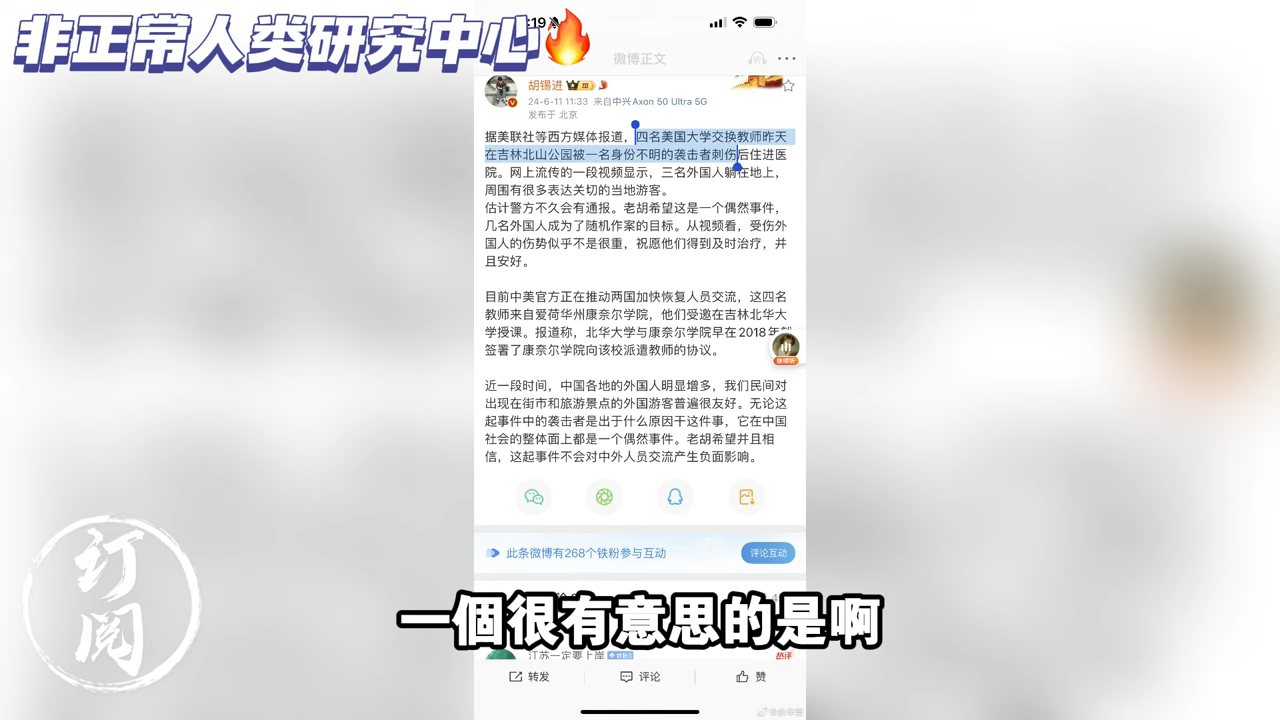 非正常人类研究中心
:19
微博正文
胡锡进
24-6-11 11:33 来自中兴Axon 50 Ultra 5G
发布于 北京
据美联社等西方媒体报道，四名美国大学交换教师昨天
在吉林北山公园被一名身份不明的袭击者刺伤后住进医
院。网上流传的一段视频显示，三名外国人躺在地上，
周围有很多表达关切的当地游客。
估计警方不久会有通报。老胡希望这是一个偶然事件，
几名外国人成为了随机作案的目标。从视频看，受伤外
国人的伤势似乎不是很重，祝愿他们得到及时治疗，并
且安好。
目前中美官方正在推动两国加快恢复人员交流，这四名
教师来自爱荷华州康奈尔学院，他们受邀在吉林北华大
学授课。报道称，北华大学与康奈尔学院早在2018年就
签署了康奈尔学院向该校派遣教师的协议。
近一段时间，中国各地的外国人明显增多，我们民间对
出现在街市和旅游景点的外国游客普遍很友好。无论这
起事件中的袭击者是出于什么原因干这件事，它在中国
社会的整体面上都是一个偶然事件。老胡希望并且相
信，这起事件不会对中外人员交流产生负面影响。
此条微博有268个铁粉参与互动
评论互动
一個很有意思的是啊
江苏一定要上岸
热评
转发
评论
赞
订阅